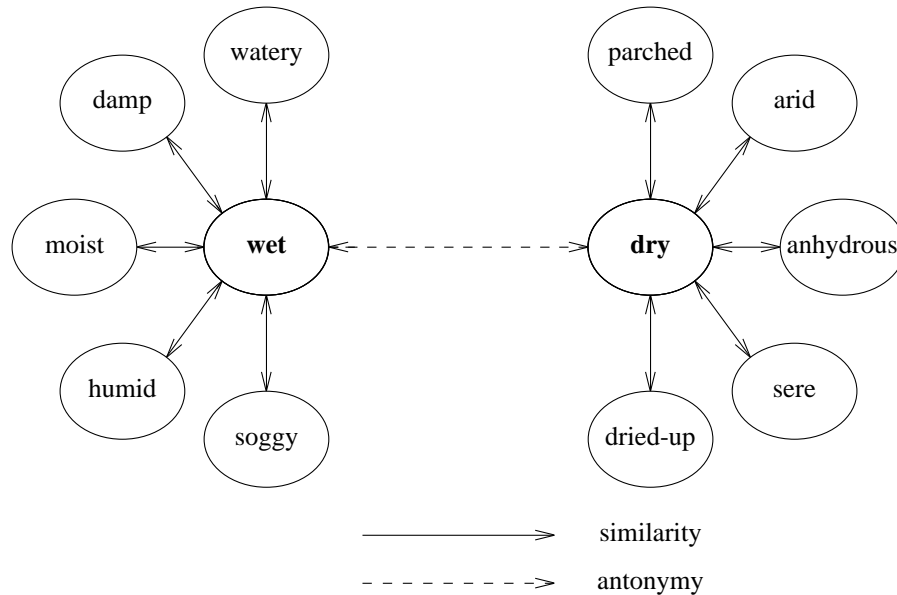 watery
parched
damp
arid
moist
wet
dry
anhydrous
humid
sere
soggy
dried-up
similarity
antonymy